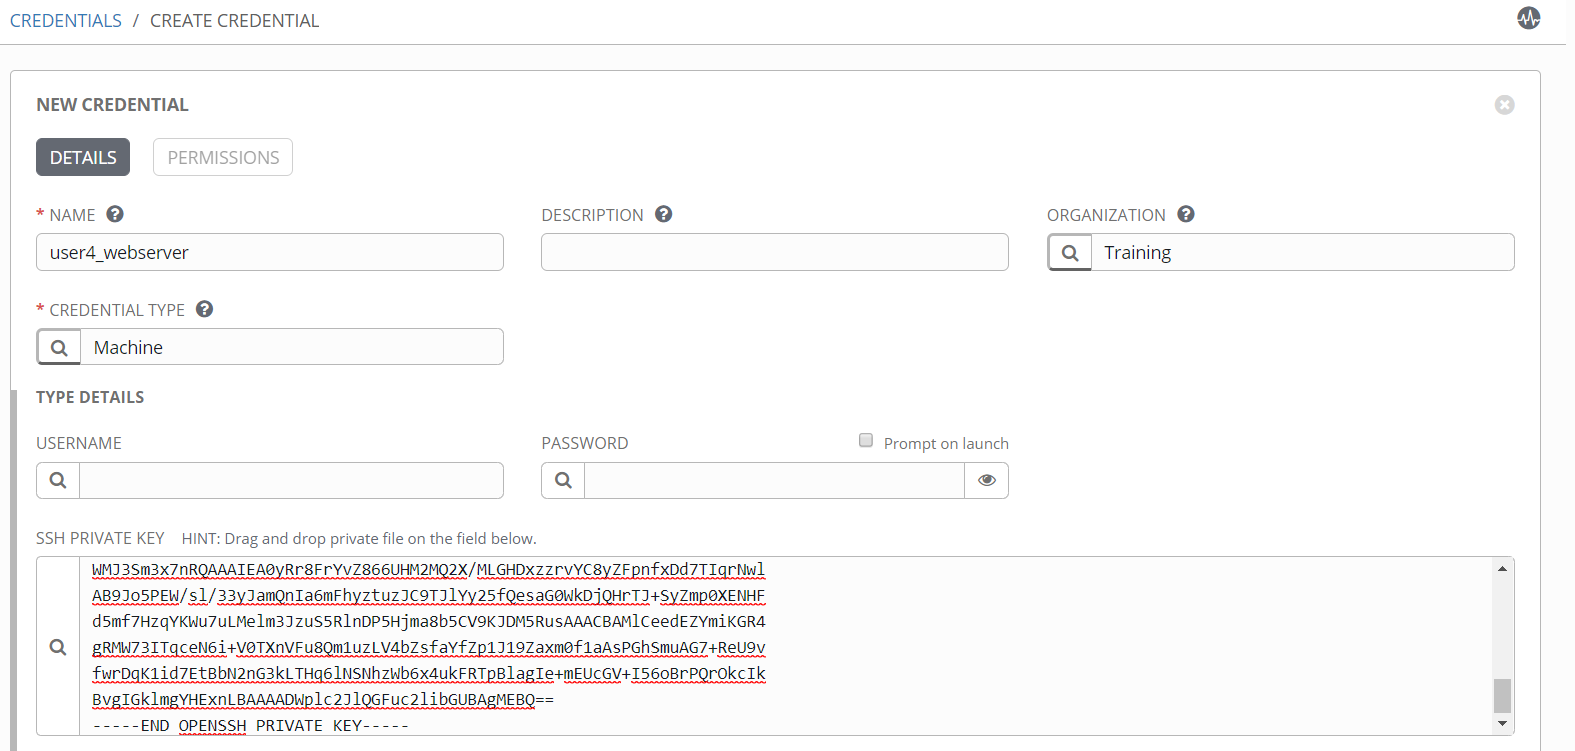 CREDENTIALS / CREATE CREDENTIAL
NEW CREDENTIAL
DETAILS PERMISSIONS
* NAME ? DESCRIPTION ? ORGANIZATION ?
user4_webserver Training
* CREDENTIAL TYPE ?
Machine
TYPE DETAILS
USERNAME PASSWORD Prompt on launch
SSH PRIVATE KEY HINT: Drag and drop private file on the field below.
WMJ3Sm3x7nRQAAAIEA0yRr8FrYvZ866UHM2MQ2X/MLGHDxzzrvYC8yZFpnfxDd7TIqrNwl
AB9Jo5PEW/sl/33yJamQnIa6mFhyztuzJC9TJlYy25fQesaG0WkDjQHrTJ+SyZmp0XENHF
d5mf7HzqYKWu7uLMelm3JzuS5RlnDP5Hjma8b5CV9KJDM5RusAAACBAMlCeedEZYmiKGR4
gRMW73ITqceN6i+V0TXnVFu8Qm1uzLV4bZsfaYfZp1J19Zaxm0f1aAsPGhSmuAG7+ReU9v
fwrDqK1id7EtBbN2nG3kLTHq6lNSNhzWb6x4ukFRTpBlagIe+mEUcGV+I56oBrPQrOkcIk
BvgIGklmgYHExnLBAAAADWplc2JlQGFuc2libGUBAgMEBQ==
-----END OPENSSH PRIVATE KEY-----